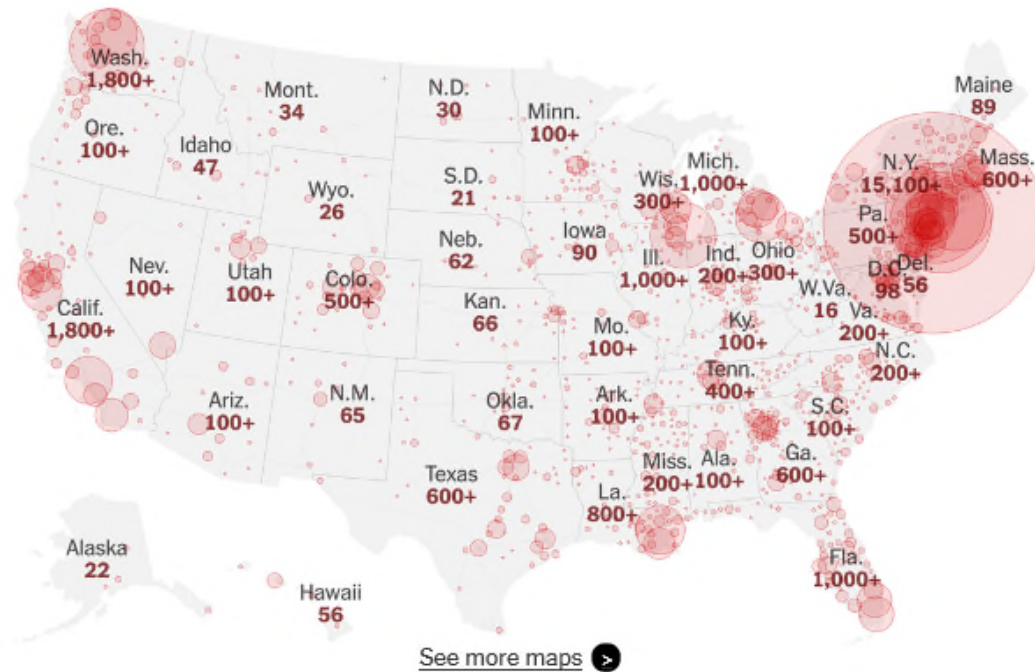 Wash.
1,800+
Mont.
34
N.D.
30
Minn.
100+
Maine
89
Ore.
100+
Idaho
47
Wyo.
26
S.D.
21
Wis.
300+
Mich.
1,000+
N.Y.
15,100+
Mass.
600+
Pa.
500+
Calif.
1,800+
Nev.
100+
Utah
100+
Colo.
500+
Neb.
62
Iowa
90
Ill.
1,000+
Ind.
200+
Ohio
300+
D.C.
98
Del.
56
W.Va.
16
Va.
200+
Kan.
66
Mo.
100+
Ky.
100+
N.C.
200+
Tenn.
400+
Ariz.
100+
N.M.
65
Okla.
67
Ark.
100+
S.C.
100+
Texas
600+
La.
800+
Miss.
200+
Ala.
100+
Ga.
600+
Alaska
22
Hawaii
56
Fla.
1,000+
See more maps